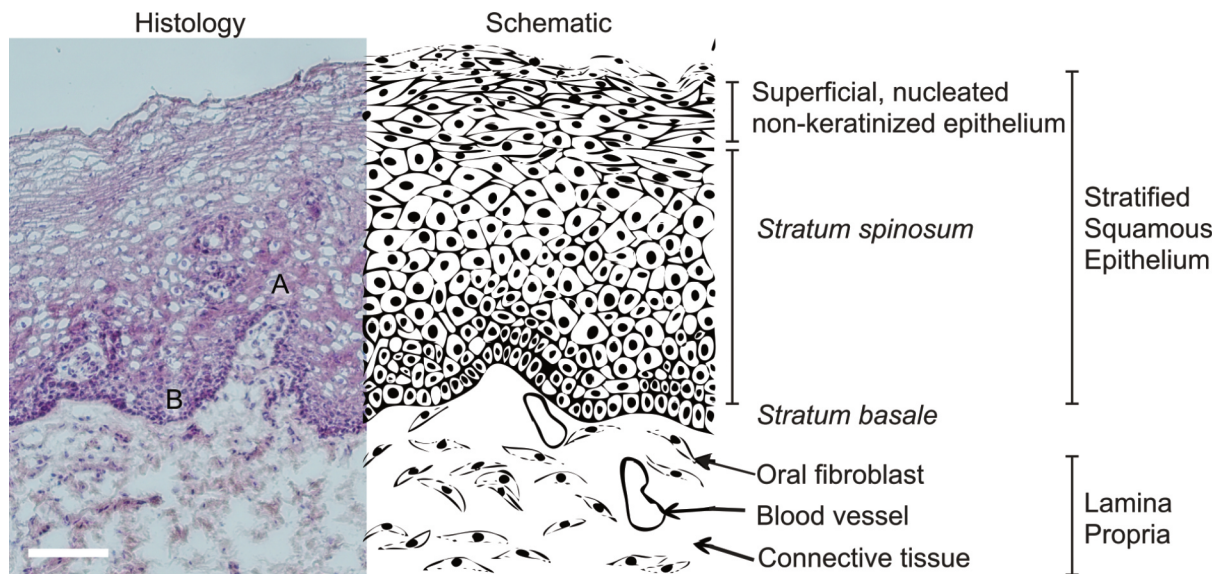 Histology
Schematic
Superficial, nucleated
non-keratinized epithelium
Stratum spinosum
Stratified
Squamous
Epithelium
A
B
Stratum basale
Oral fibroblast
Blood vessel
Connective tissue
Lamina
Propria